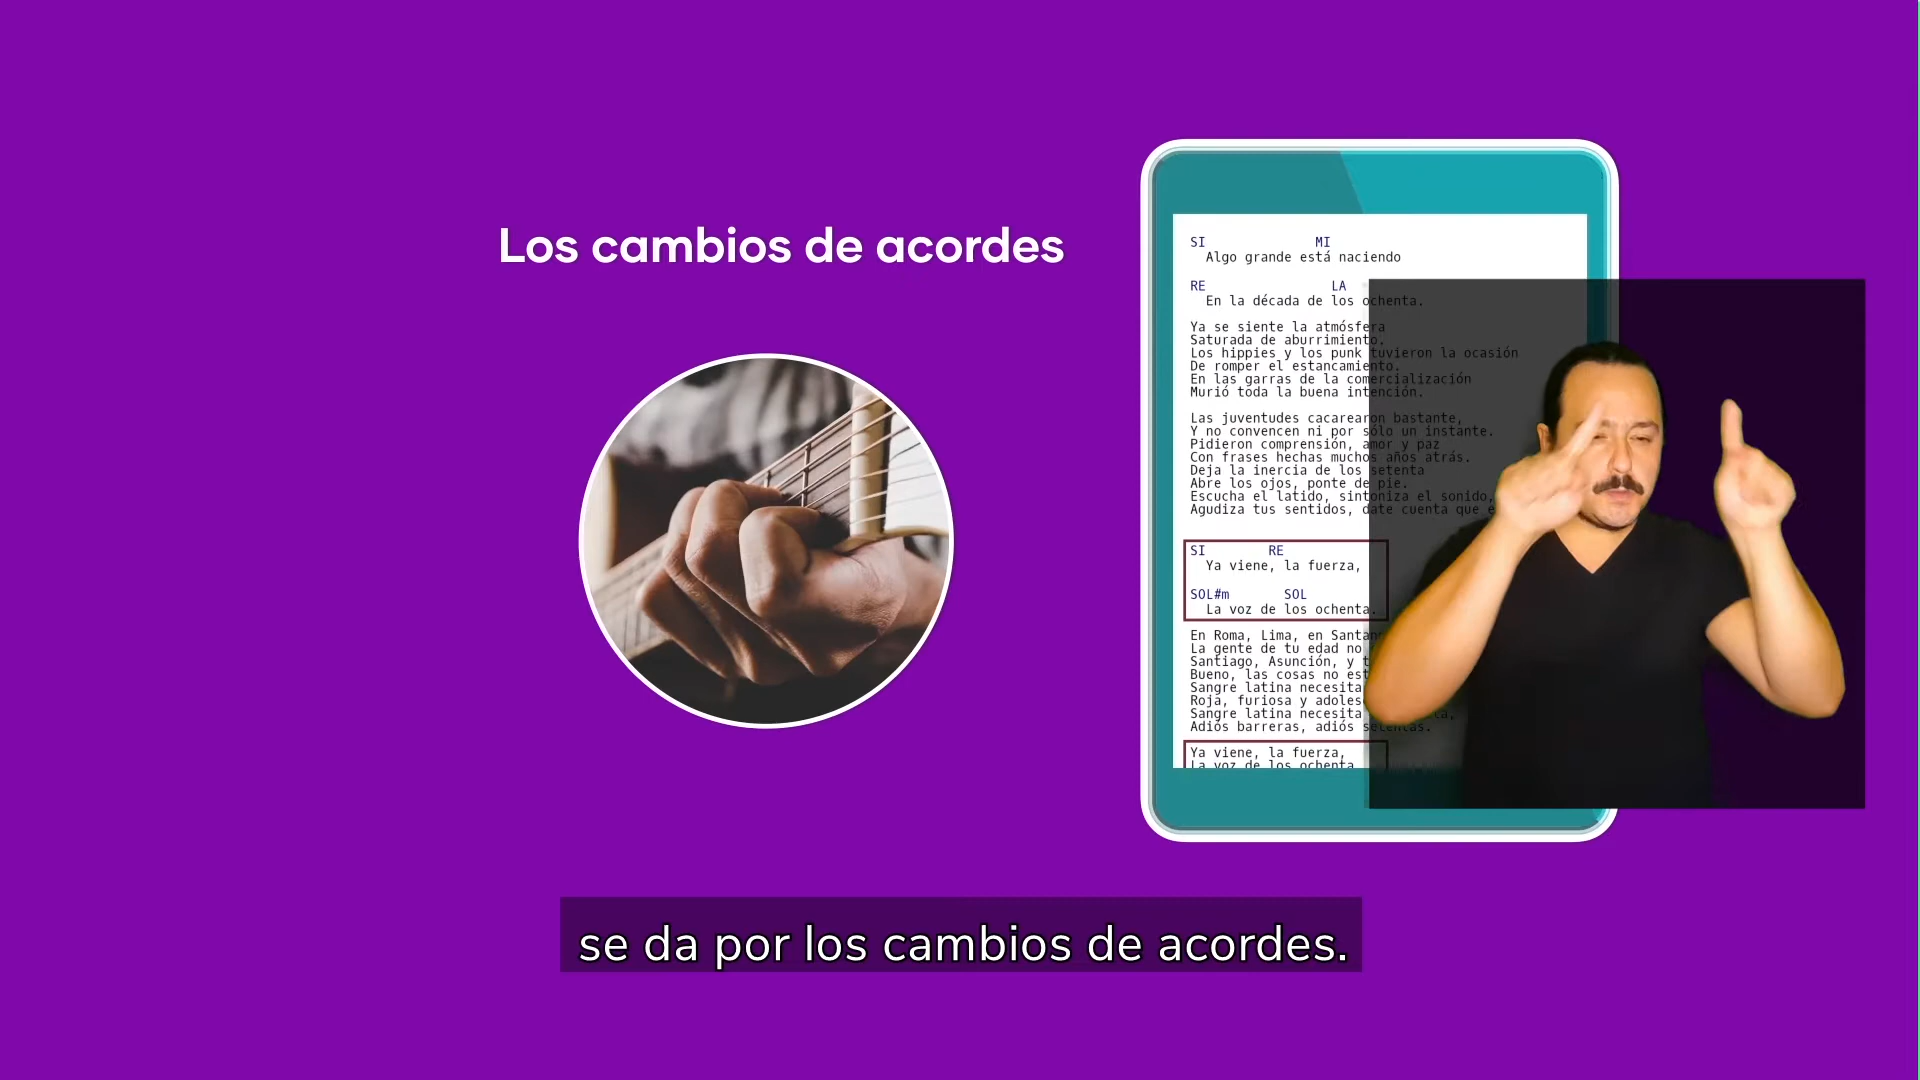 Los cambios de acordes
SI MI
Algo grande está naciendo
RE LA
En la década de los ochenta.
Ya se siente la atmósfera
Saturada de aburrimiento.
Los hippies y los punk tuvieron la ocasión
De romper el estancamiento.
En las garras de la comercialización
Murió toda la buena intención.
Las juventudes cacarearon bastante,
Y no convencen ni por sólo un instante.
Pidieron comprensión, amor y paz
Con frases hechas muchos años atrás.
Deja la inercia de los setenta
Abre los ojos, ponte de pie.
Escucha el latido, sintoniza el sonido,
Agudiza tus sentidos, date cuenta que
SI RE
Ya viene, la fuerza,
SOL#m SOL
La voz de los ochenta.
En Roma, Lima, en
La gente de tu edad no
Santiago, Asunción, y
Bueno, las cosas no
Sangre latina necesita
Roja, furiosa y
Sangre latina necesita
Adiós barreras, adiós setentas.
Ya viene, la fuerza,
La voz de los ochenta
se da por los cambios de acordes.